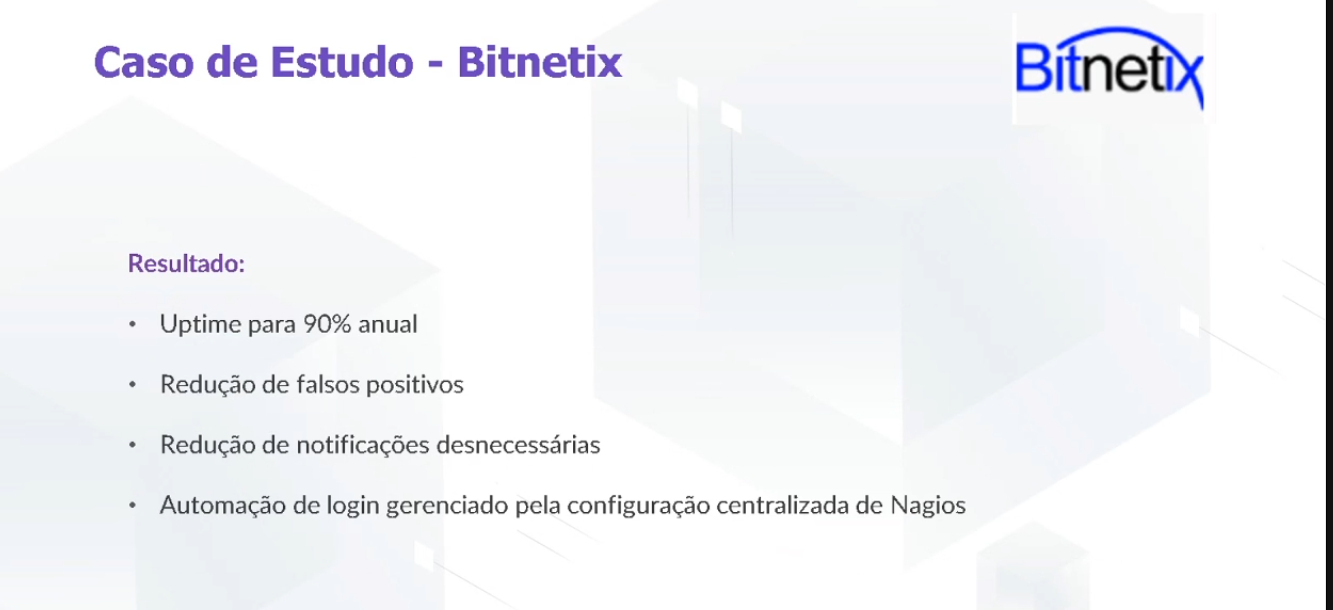 Caso de Estudo - Bitnetix
Bitnetix
Resultado:
• Uptime para 90% anual
• Redução de falsos positivos
• Redução de notificações desnecessárias
• Automação de login gerenciado pela configuração centralizada de Nagios